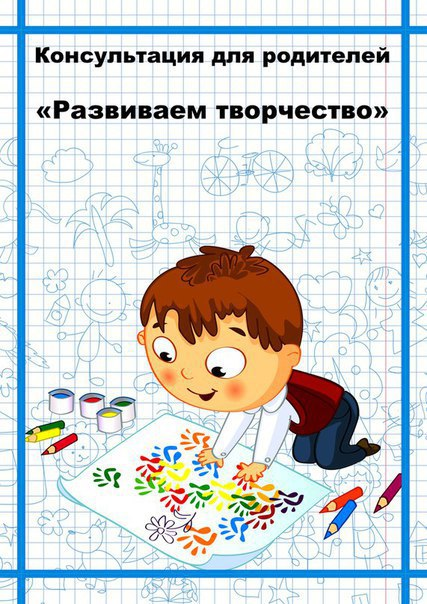 Консультация для родителей
«Развиваем творчество»